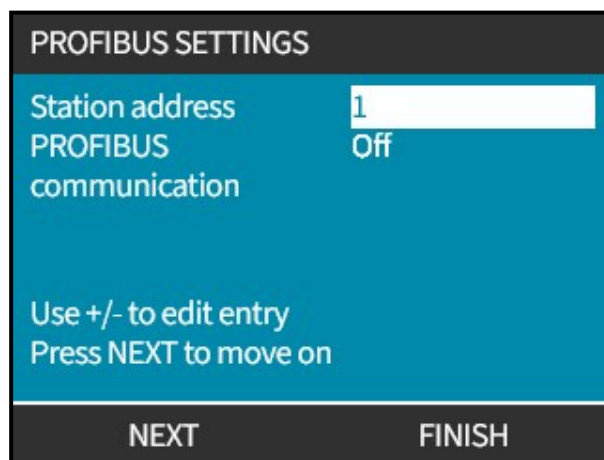 PROFIBUS SETTINGS
Station address 1
PROFIBUS Off
communication
Use +/- to edit entry
Press NEXT to move on
NEXT FINISH